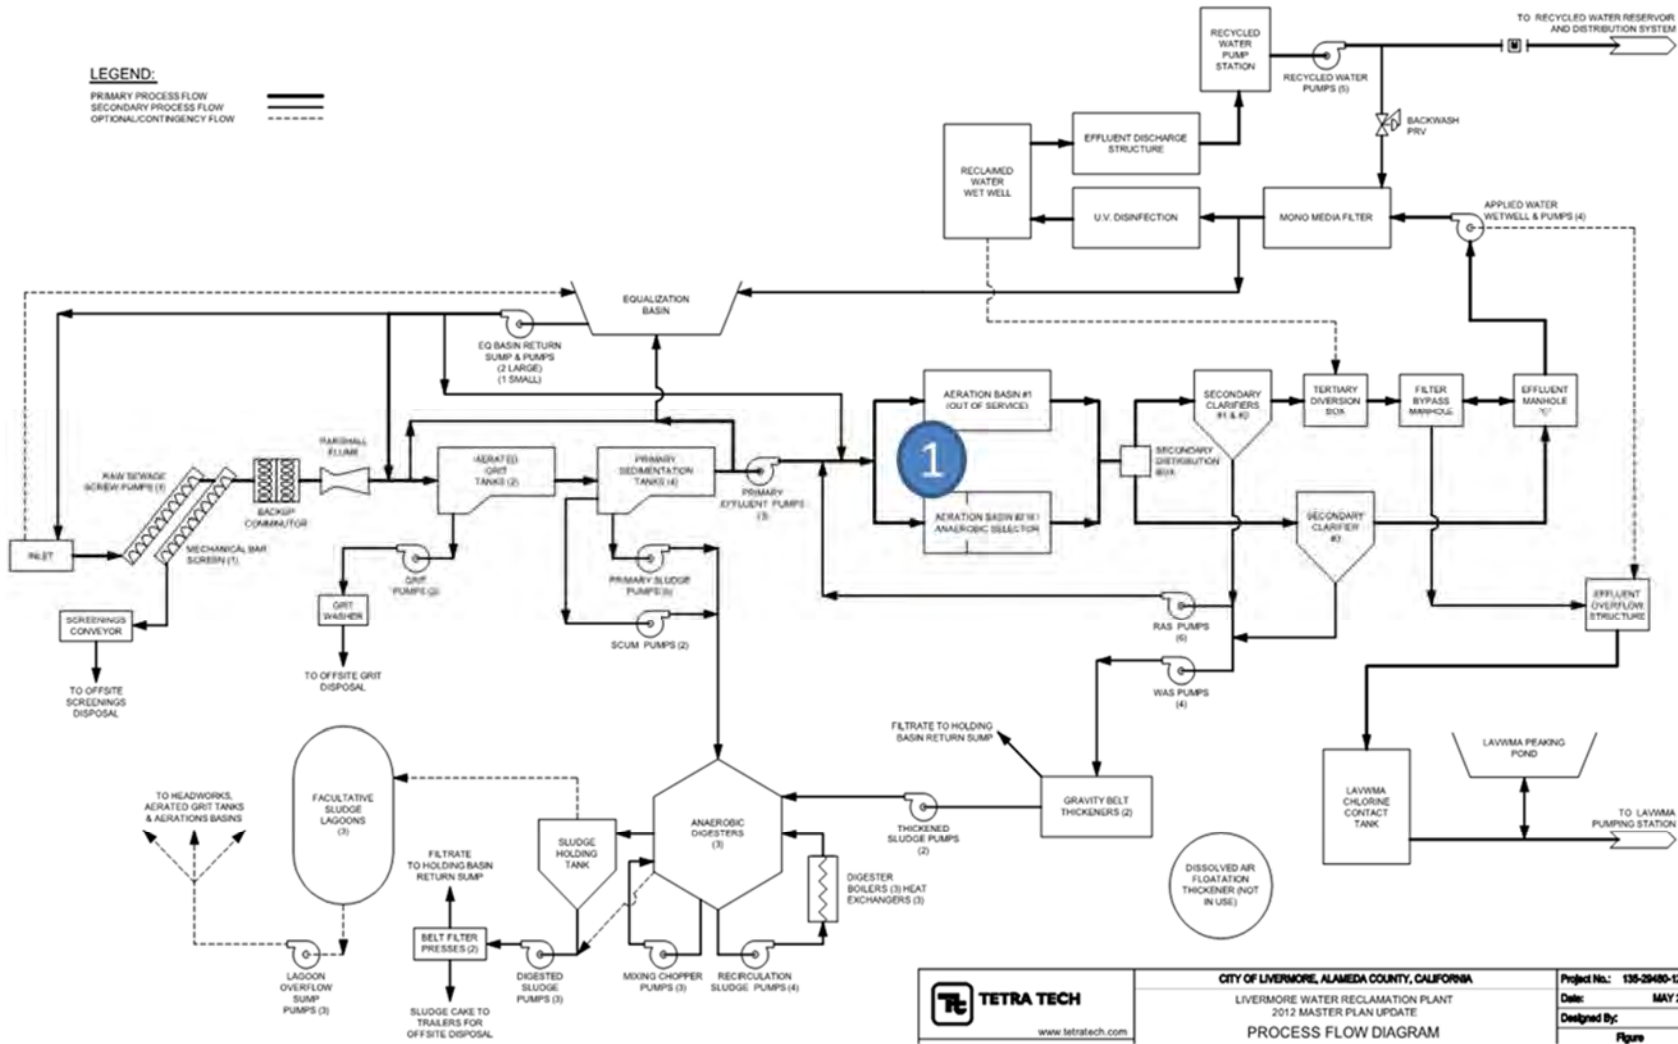 LEGEND:
PRIMARY PROCESS FLOW
SECONDARY PROCESS FLOW
OPTIONAL/CONTINGENCY FLOW
RECYCLED
WATER
PUMP
STATION
RECYCLED WATER
PUMPS (5)
M
TO RECYCLED WATER RESERVOIR
AND DISTRIBUTION SYSTEM
BACKWASH
PRV
EFFLUENT DISCHARGE
STRUCTURE
RECLAIMED
WATER
WET WELL
U.V. DISINFECTION
MONO MEDIA FILTER
APPLIED WATER
WETWELL & PUMPS (4)
EQUALIZATION
BASIN
EQ BASIN RETURN
SUMP & PUMPS
(2 LARGE)
(1 SMALL)
AERATION BASIN #1
(OUT OF SERVICE)
1
AERATION BASIN #2 W/
ANAEROBIC SELECTOR
SECONDARY
CLARIFIERS
#1 & #2
TERTIARY
DIVERSION
BOX
FILTER
BYPASS
MANHOLE
EFFLUENT
MANHOLE
SECONDARY
DISTRIBUTION
BOX
SECONDARY
CLARIFIER
#3
PARSHALL
FLUME
RAW SEWAGE
SCREW PUMPS
COMMINUTOR
MECHANICAL BAR
SCREEN (1)
INLET
AERATED
GRIT
TANKS (2)
PRIMARY
SEDIMENTATION
TANKS (4)
PRIMARY
EFFLUENT PUMPS
(3)
GRIT
PUMPS
GRIT
WASHER
TO OFFSITE GRIT
DISPOSAL
PRIMARY SLUDGE
PUMPS
SCUM PUMPS (2)
SCREENINGS
CONVEYOR
TO OFFSITE
SCREENINGS
DISPOSAL
RAS PUMPS
(6)
WAS PUMPS
(4)
EFFLUENT
OVERFLOW
STRUCTURE
FILTRATE TO HOLDING
BASIN RETURN SUMP
GRAVITY BELT
THICKENERS (2)
THICKENED
SLUDGE PUMPS
(2)
LAVWMA PEAKING
POND
LAVWMA
CHLORINE
CONTACT
TANK
TO LAVWMA
PUMPING STATION
DISSOLVED AIR
FLOATATION
THICKENER (NOT
IN USE)
TO HEADWORKS,
AERATED GRIT TANKS
& AERATIONS BASINS
FACULTATIVE
SLUDGE
LAGOONS
(3)
SLUDGE
HOLDING
TANK
ANAEROBIC
DIGESTERS
(3)
DIGESTER
BOILERS (3) HEAT
EXCHANGERS (3)
FILTRATE
TO HOLDING BASIN
RETURN SUMP
BELT FILTER
PRESSES (2)
LAGOON
OVERFLOW
SUMP
PUMPS (3)
SLUDGE CAKE TO
TRAILERS FOR
OFFSITE DISPOSAL
DIGESTED
SLUDGE
PUMPS (3)
MIXING CHOPPER
PUMPS (3)
RECIRCULATION
SLUDGE PUMPS (4)
TETRA TECH
www.tetratech.com
CITY OF LIVERMORE, ALAMEDA COUNTY, CALIFORNIA
LIVERMORE WATER RECLAMATION PLANT
2012 MASTER PLAN UPDATE
PROCESS FLOW DIAGRAM
Project No.:
Date: MAY
Designed By:
Figure